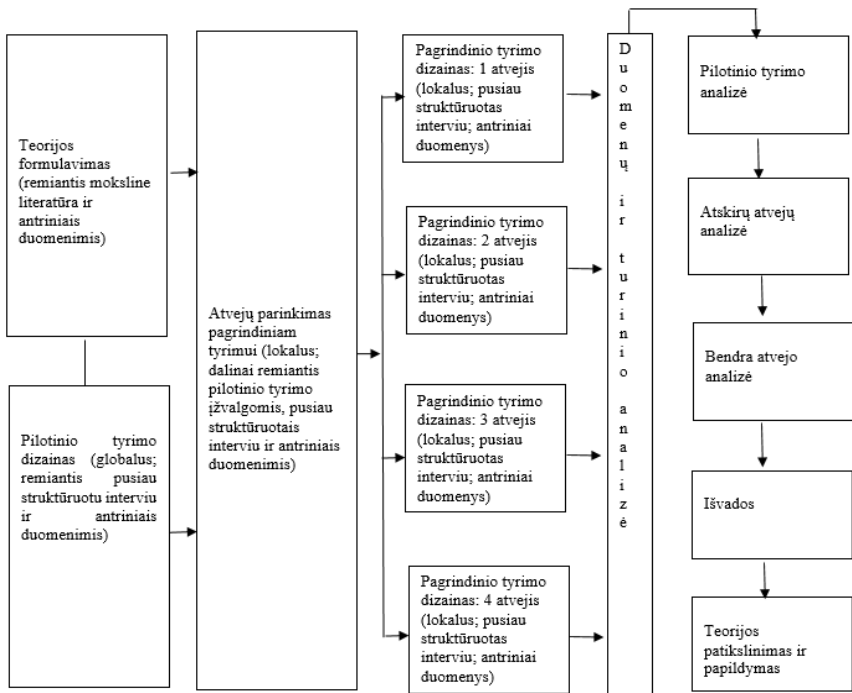 Teorijos
formulavimas
(remiantis moksline
literatūra ir
antriniais
duomenimis)
Pilotinio tyrimo
dizainas (globalus;
remiantis pusiau
struktūruotu interviu
ir antriniais
duomenimis)
Atvejų parinkimas
pagrindiniam
tyrimui (lokalus;
dalinai remiantis
pilotinio tyrimo
įžvalgomis, pusiau
struktūruotais
interviu ir antriniais
duomenimis)
Pagrindinio tyrimo
dizainas: 1 atvejis
(lokalus; pusiau
struktūruotas
interviu; antriniai
duomenys)
Pagrindinio tyrimo
dizainas: 2 atvejis
(lokalus; pusiau
struktūruotas
interviu; antriniai
duomenys)
Pagrindinio tyrimo
dizainas: 3 atvejis
(lokalus; pusiau
struktūruotas
interviu; antriniai
duomenys)
Pagrindinio tyrimo
dizainas: 4 atvejis
(lokalus; pusiau
struktūruotas
interviu; antriniai
duomenys)
Duomenų ir turinio analizė
Pilotinio tyrimo
analizė
Atskirų atvejų
analizė
Bendra atvejo
analizė
Išvados
Teorijos
patikslinimas ir
papildymas